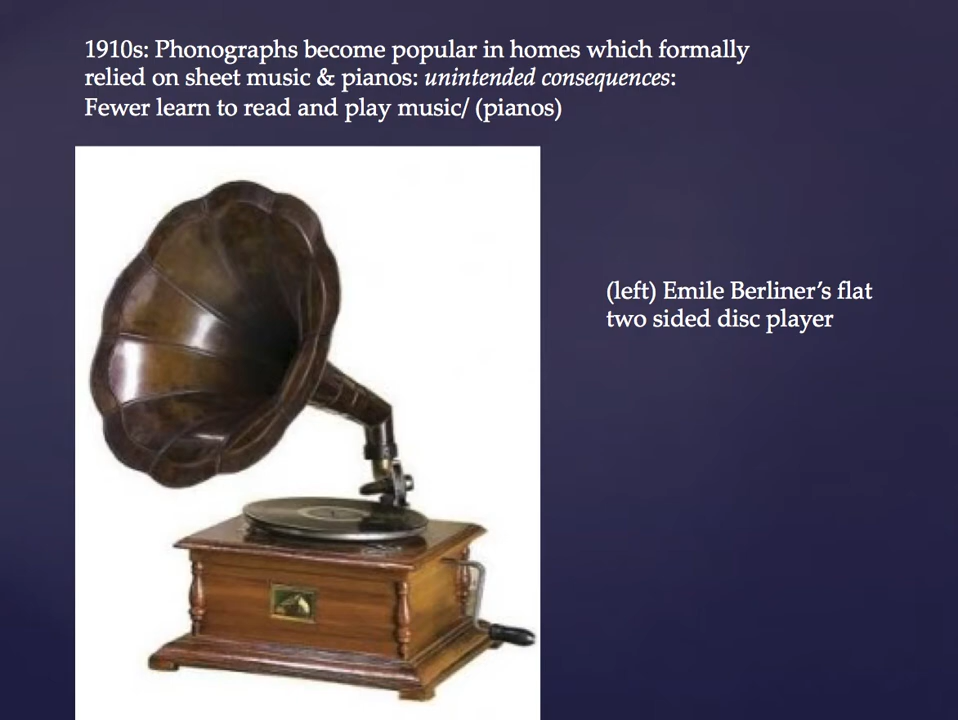 1910s: Phonographs become popular in homes which formally
relied on sheet music & pianos: unintended consequences:
Fewer learn to read and play music/ (pianos)
(left) Emile Berliner’s flat
two sided disc player